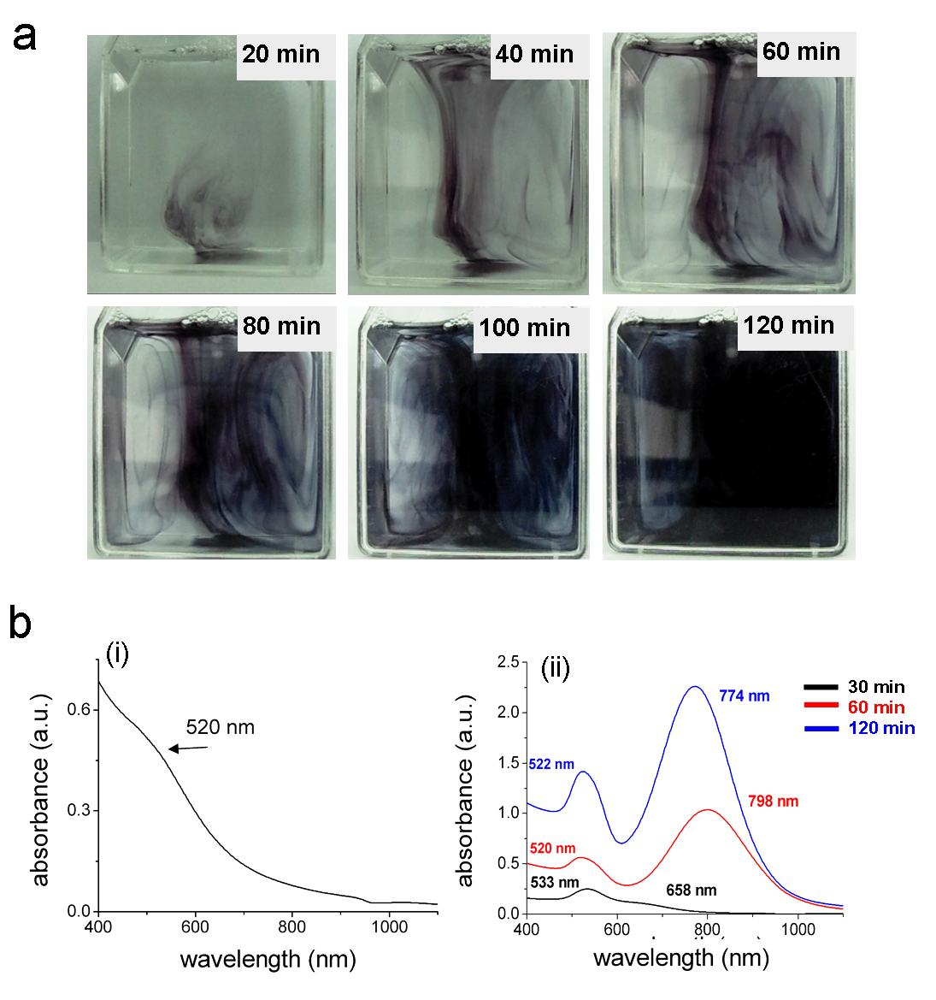 a
20 min
40 min
60 min
80 min
100 min
120 min
b
(i)
absorbance (a.u.)
0.6
0.3
0.0
520 nm
400
600
800
1000
wavelength (nm)
(ii)
absorbance (a.u.)
2.5
2.0
1.5
1.0
0.5
0.0
774 nm
522 nm
798 nm
520 nm
533 nm
658 nm
30 min
60 min
120 min
400
600
800
1000
wavelength (nm)